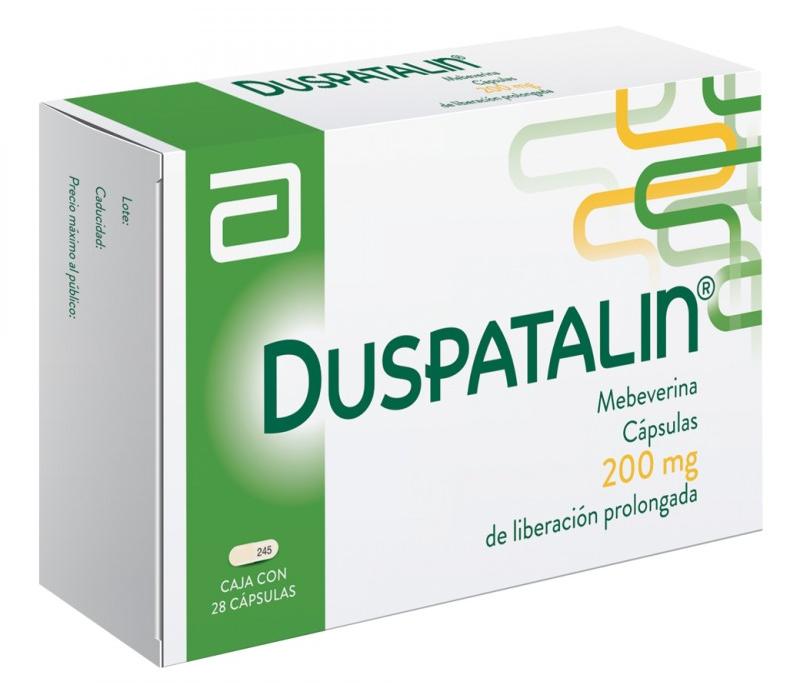 DUSPATALIN®
Mebeverina
Cápsulas
200 mg
de liberación prolongada
Lote:
Caducidad:
Precio máximo al público:
DUSPATALIN®
Mebeverina
Cápsulas
200 mg
de liberación prolongada
245
CAJA CON
28 CÁPSULAS